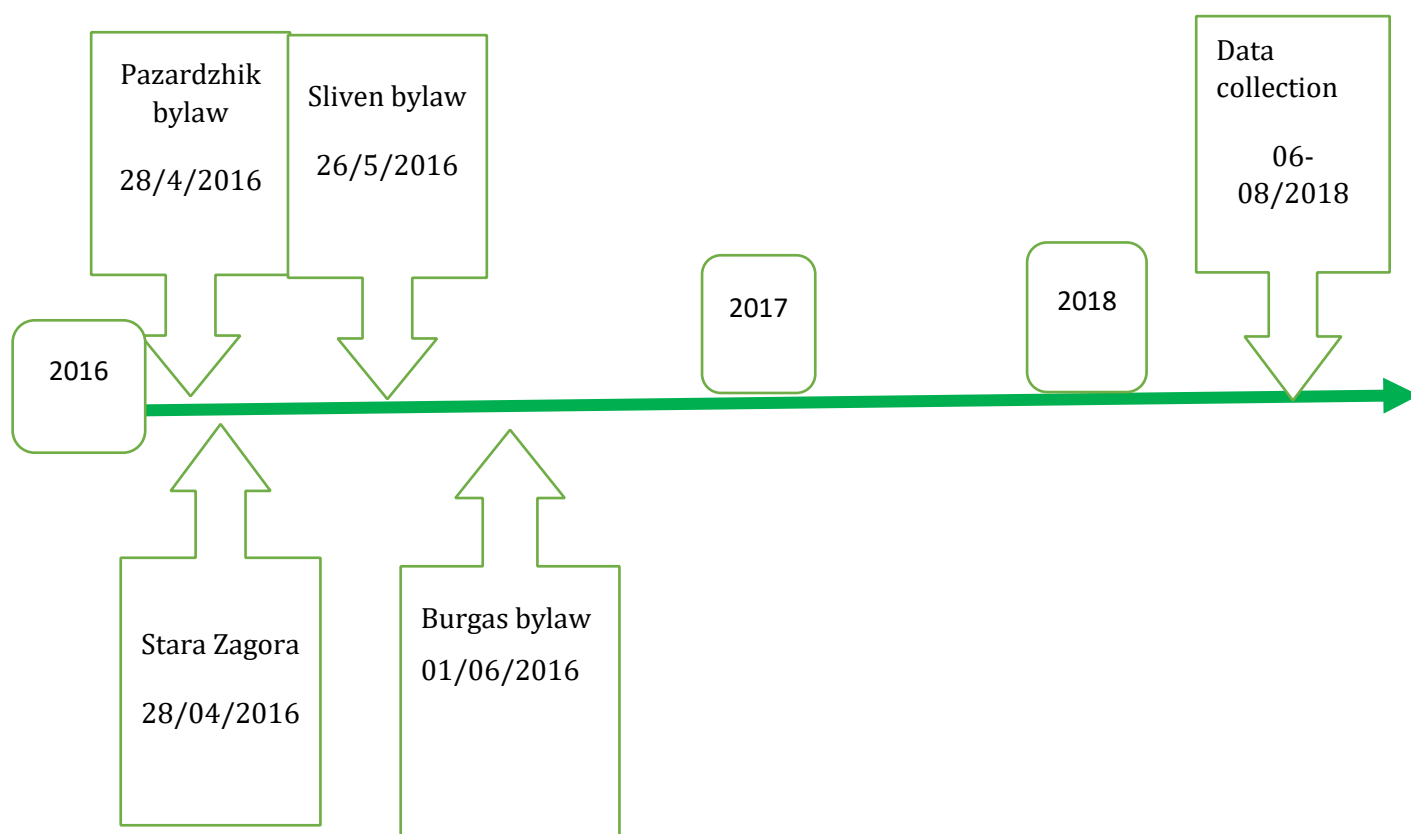 Pazardzhik
bylaw
28/4/2016
Sliven bylaw
26/5/2016
Data
collection
06-
08/2018
2016
2017
2018
Stara Zagora
28/04/2016
Burgas bylaw
01/06/2016